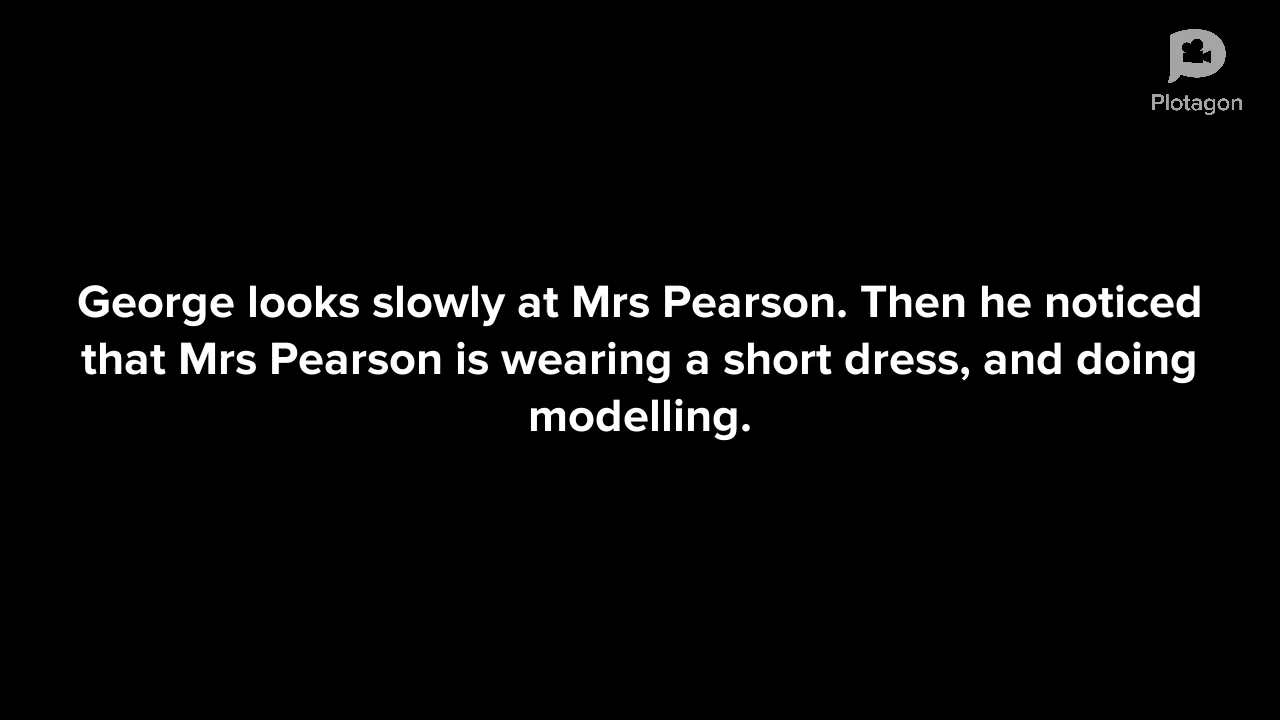 Plotagon
George looks slowly at Mrs Pearson. Then he noticed
that Mrs Pearson is wearing a short dress, and doing
modelling.